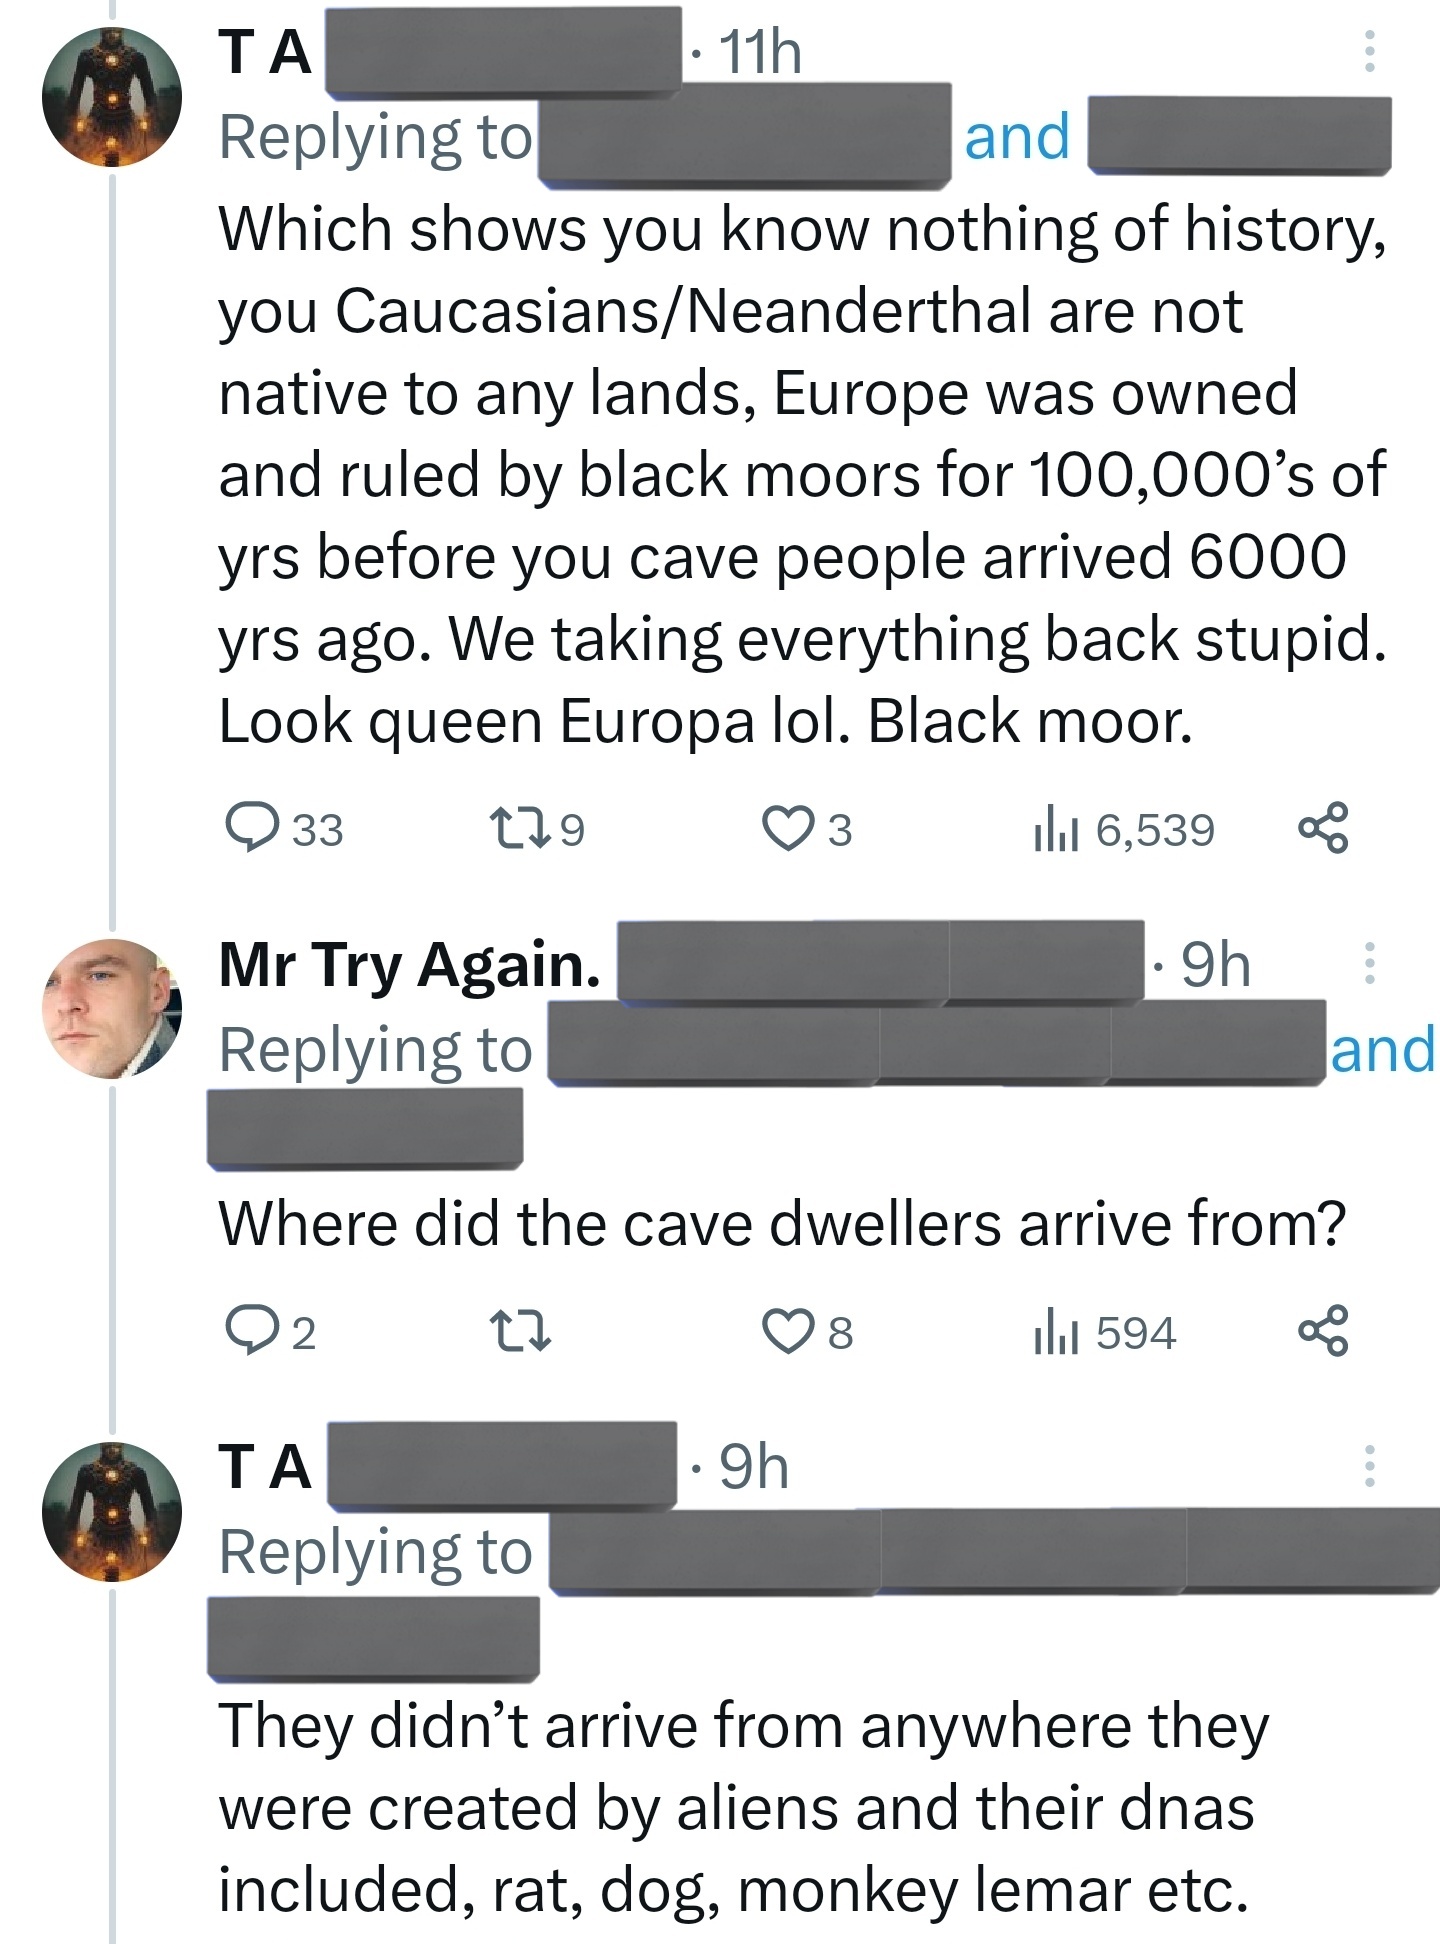 T A · 11h
Replying to and
Which shows you know nothing of history,
you Caucasians/Neanderthal are not
native to any lands, Europe was owned
and ruled by black moors for 100,000’s of
yrs before you cave people arrived 6000
yrs ago. We taking everything back stupid.
Look queen Europa lol. Black moor.
33 9 3 6,539
Mr Try Again. · 9h
Replying to and
Where did the cave dwellers arrive from?
2 8 594
T A · 9h
Replying to
They didn’t arrive from anywhere they
were created by aliens and their dnas
included, rat, dog, monkey lemar etc.